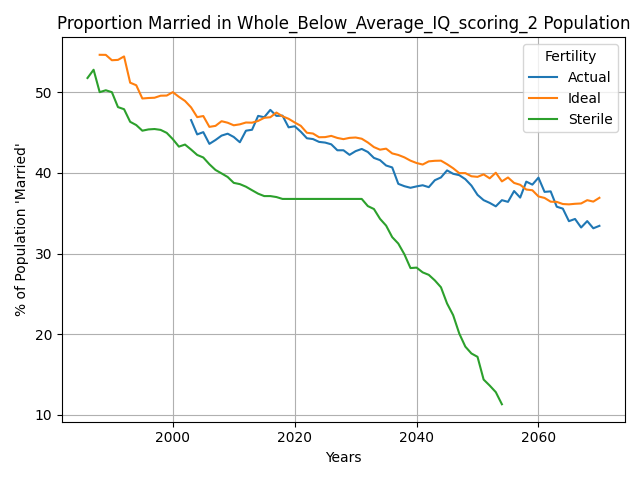 Proportion Married in Whole_Below_Average_IQ_scoring_2 Population
% of Population 'Married'
50
40
30
20
10
Fertility
Actual
Ideal
Sterile
2000 2020 2040 2060
Years